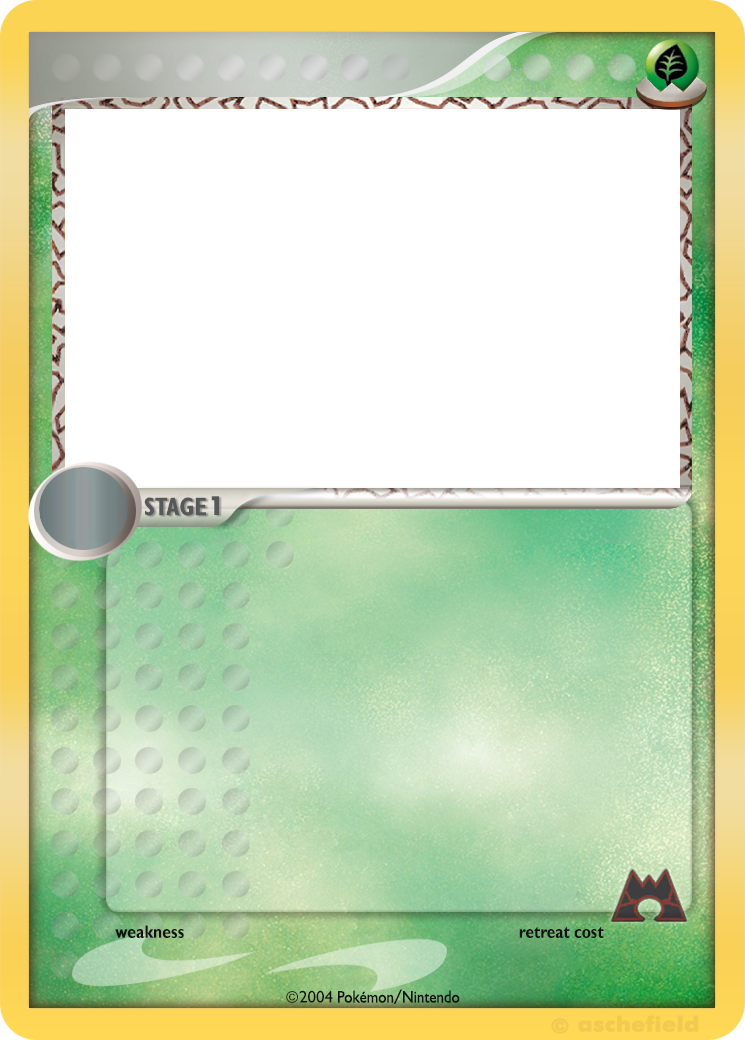 STAGE 1
weakness
retreat cost
©2004 Pokémon/Nintendo
© aschefield